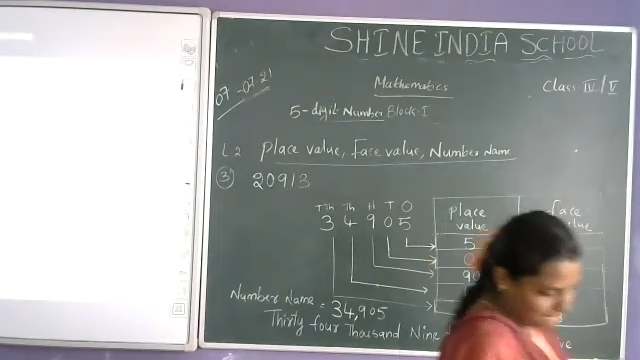 SHINE INDIA SCHOOL
07-07-21
Mathematics
Class IV / V
5-digit Number Block-I
L2 Place value, face value, Number Name
3 20913
T Th Th H T O
3 4 9 0 5
Place value
face
5
0
90
Number Name = 34,905
Thirty four Thousand Nine